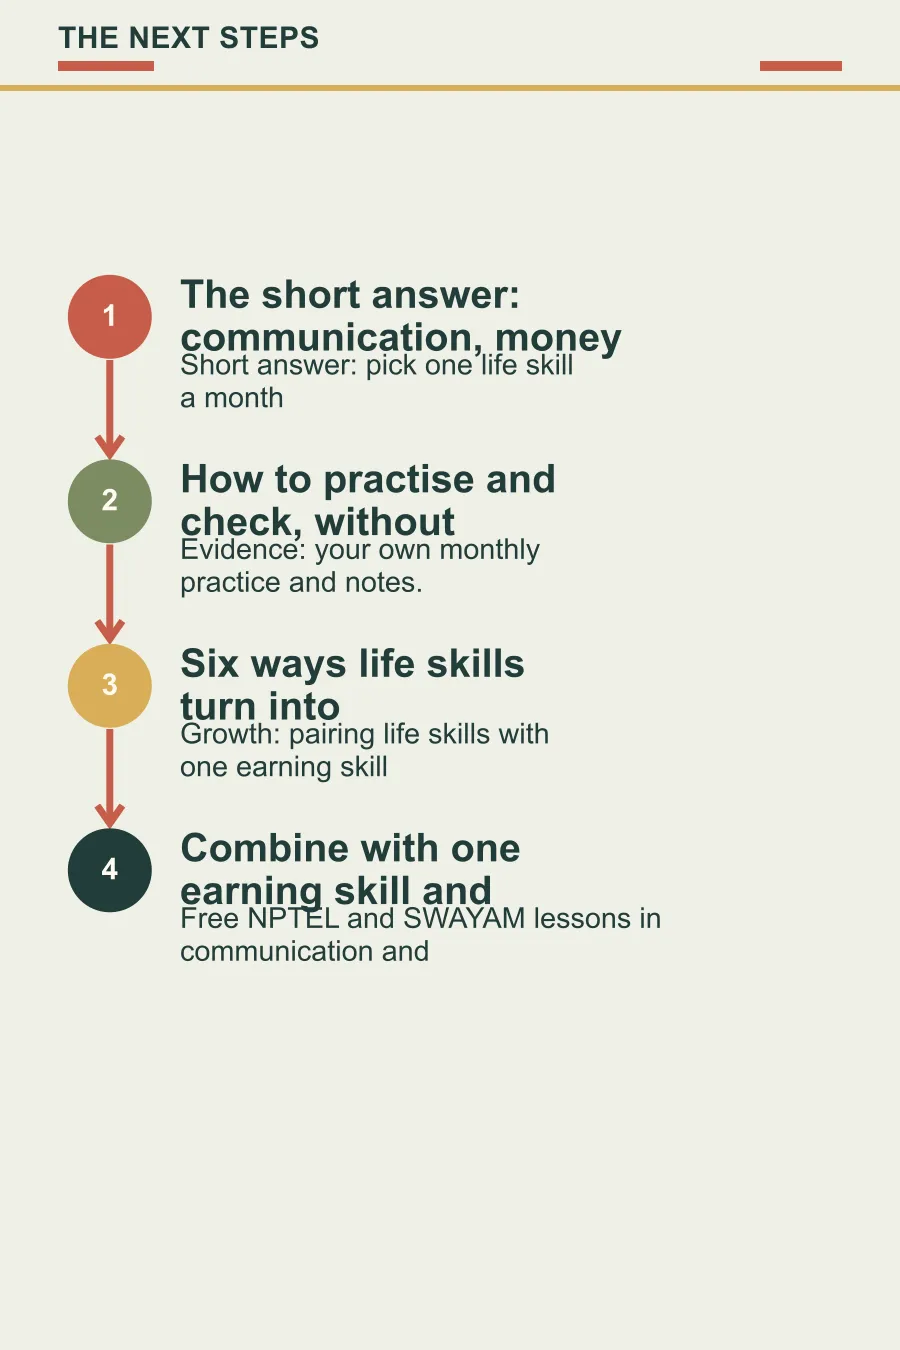 THE NEXT STEPS
1
The short answer:
communication, money
Short answer: pick one life skill
a month
2
How to practise and
check, without
Evidence: your own monthly
practice and notes.
3
Six ways life skills
turn into
Growth: pairing life skills with
one earning skill
4
Combine with one
earning skill and
Free NPTEL and SWAYAM lessons in
communication and